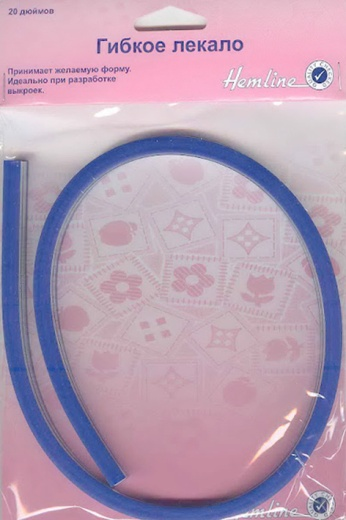 20 дюймов
Гибкое лекало
Принимает желаемую форму.
Идеально при разработке
выкроек.
Hemline
Hemline